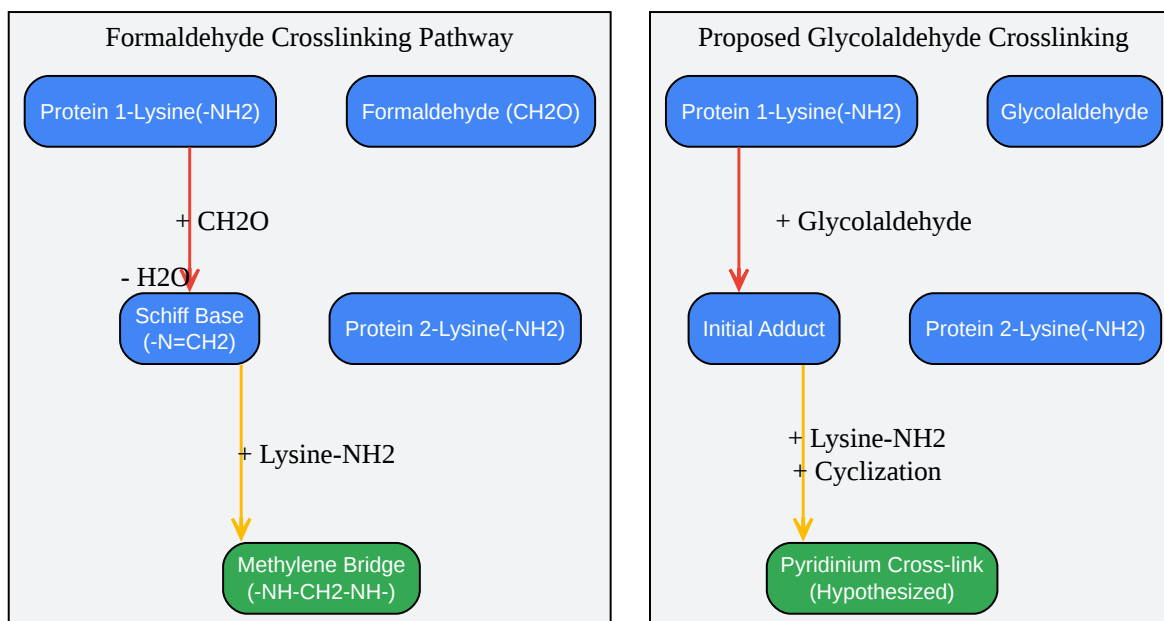 Formaldehyde Crosslinking Pathway
Protein 1-Lysine(-NH2)
Formaldehyde (CH2O)
+ CH2O
- H2O
Schiff Base
(-N=CH2)
Protein 2-Lysine(-NH2)
+ Lysine-NH2
Methylene Bridge
(-NH-CH2-NH-)
Proposed Glycolaldehyde Crosslinking
Protein 1-Lysine(-NH2)
Glycolaldehyde
+ Glycolaldehyde
Initial Adduct
Protein 2-Lysine(-NH2)
+ Lysine-NH2
+ Cyclization
Pyridinium Cross-link
(Hypothesized)